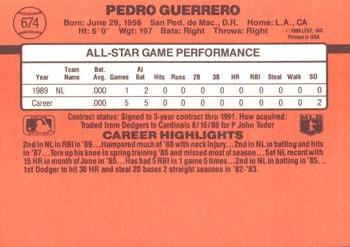 674
PEDRO GUERRERO
Born: June 29, 1956 San Ped. de Mac., D.R. Home: L.A., CA
Ht: 6'0" Wgt: 197 Bats: Right Throws: Right
© 1989 LEAF, INC.
Printed in USA
ALL-STAR GAME PERFORMANCE
Year Team Name Bat. Avg. G At Bat Hits Runs 2B 3B HR RBI Stolen Bases Walk SO
1989 NL .000 1 2 0 0 0 0 0 0 0 0 0
Career .000 5 5 0 0 0 0 0 0 0 0 2
Contract status: Signed to 3-year contract thru 1991. How acquired:
Traded from Dodgers to Cardinals 8/16/88 for P John Tudor
CAREER HIGHLIGHTS
2nd in NL in RBI in '89... Hampered much of '88 with neck injury... 2nd in NL in batting and hits
in '87... Tore up his knee in spring training in '86 and missed most of season... Set NL record with
15 HR in month of June in '85... Has had 5 RBI in 1 game 5 times... 2nd in NL in batting in '85...
1st Dodger to hit 30 HR and steal 20 bases in 2 straight seasons in '82-'83.